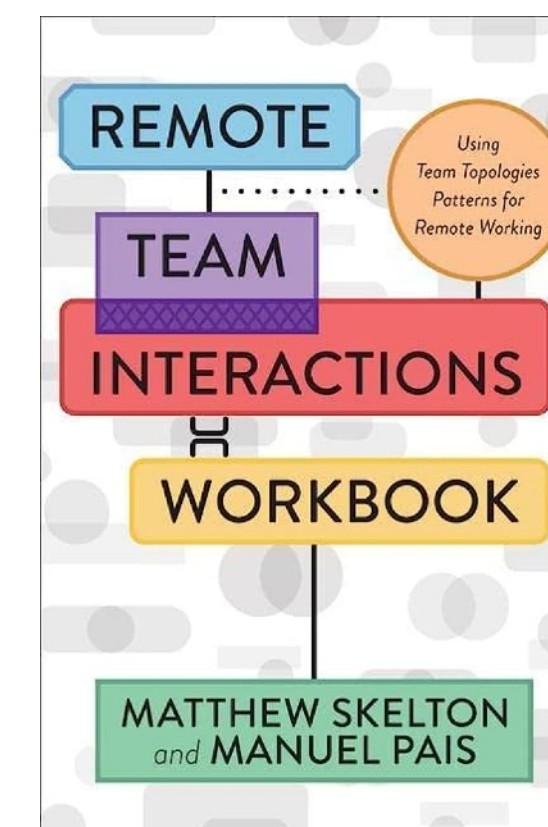 REMOTE
Using
Team Topologies
Patterns for
Remote Working
TEAM
INTERACTIONS
WORKBOOK
MATTHEW SKELTON
and MANUEL PAIS